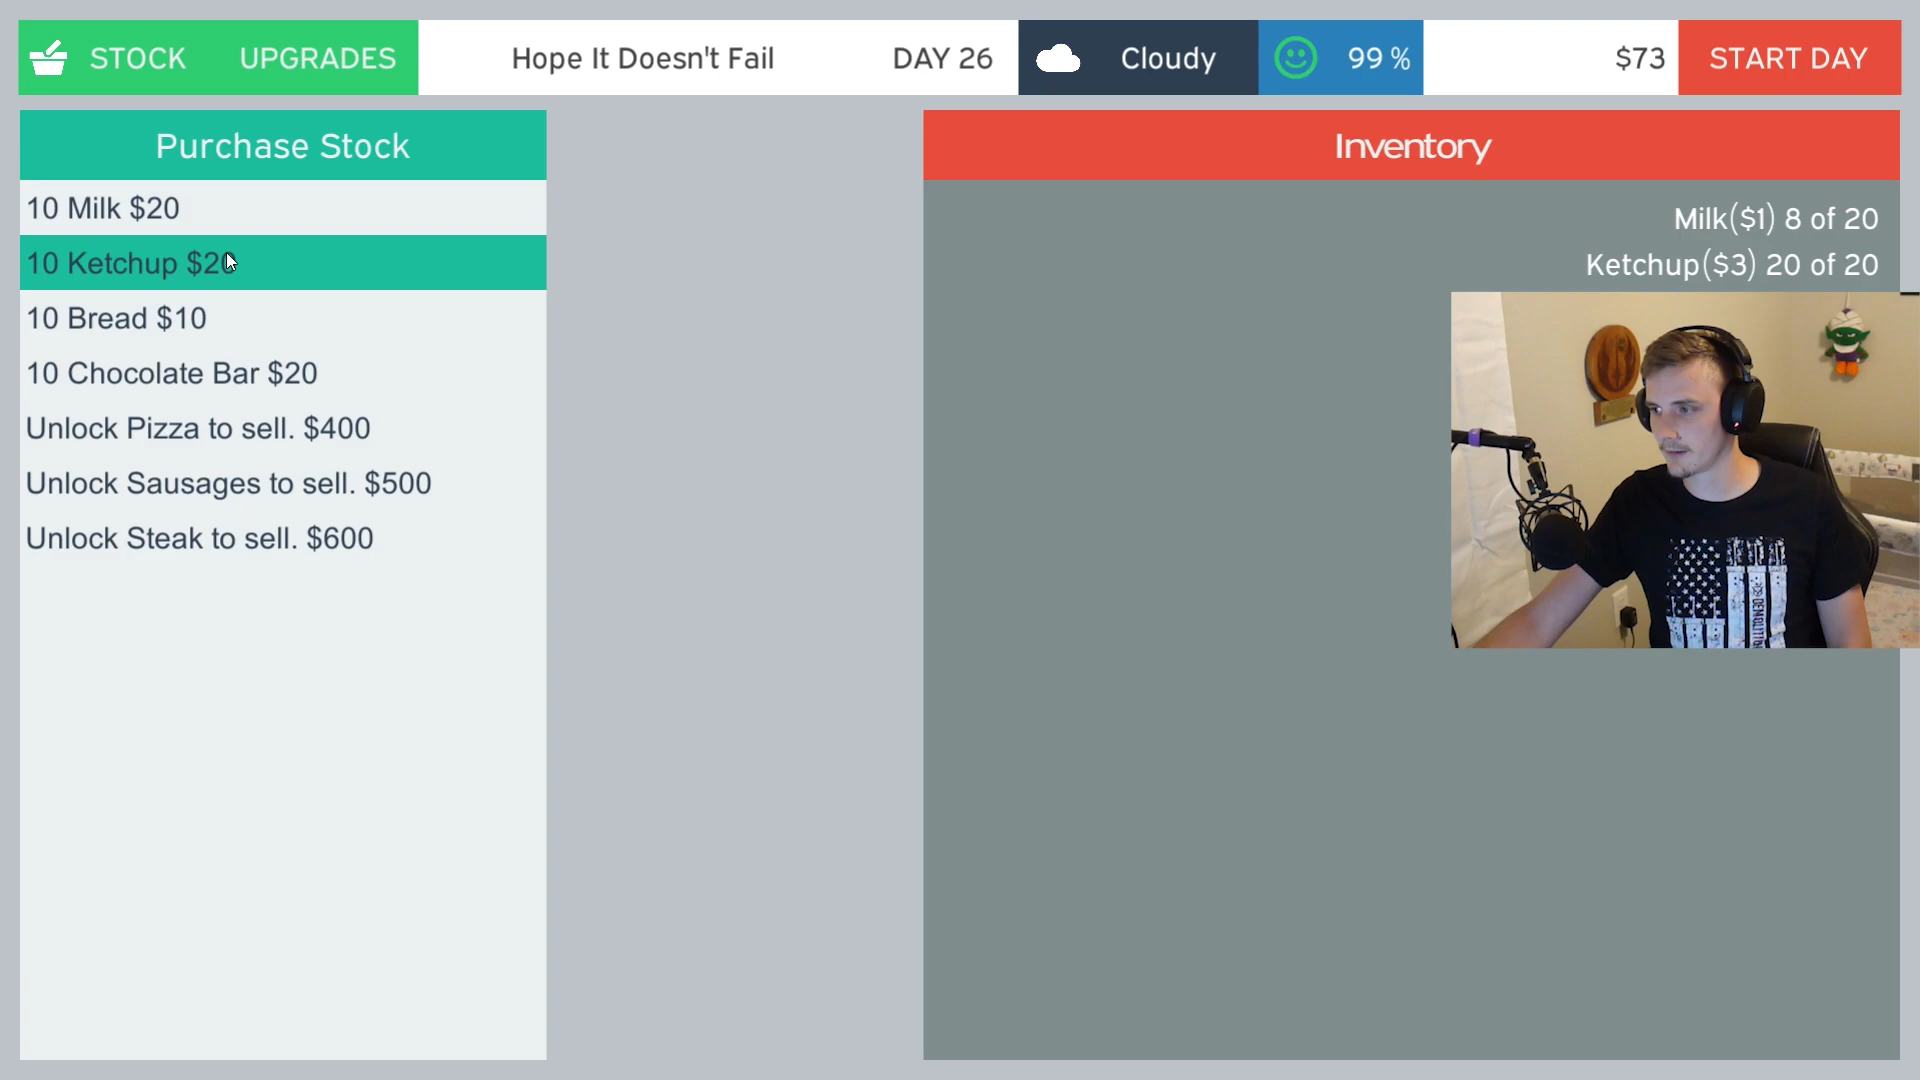 STOCK UPGRADES Hope It Doesn't Fail DAY 26 Cloudy 99 % $73 START DAY
Purchase Stock
10 Milk $20
10 Ketchup $20
10 Bread $10
10 Chocolate Bar $20
Unlock Pizza to sell. $400
Unlock Sausages to sell. $500
Unlock Steak to sell. $600
Inventory
Milk($1) 8 of 20
Ketchup($3) 20 of 20
DEMOLITION